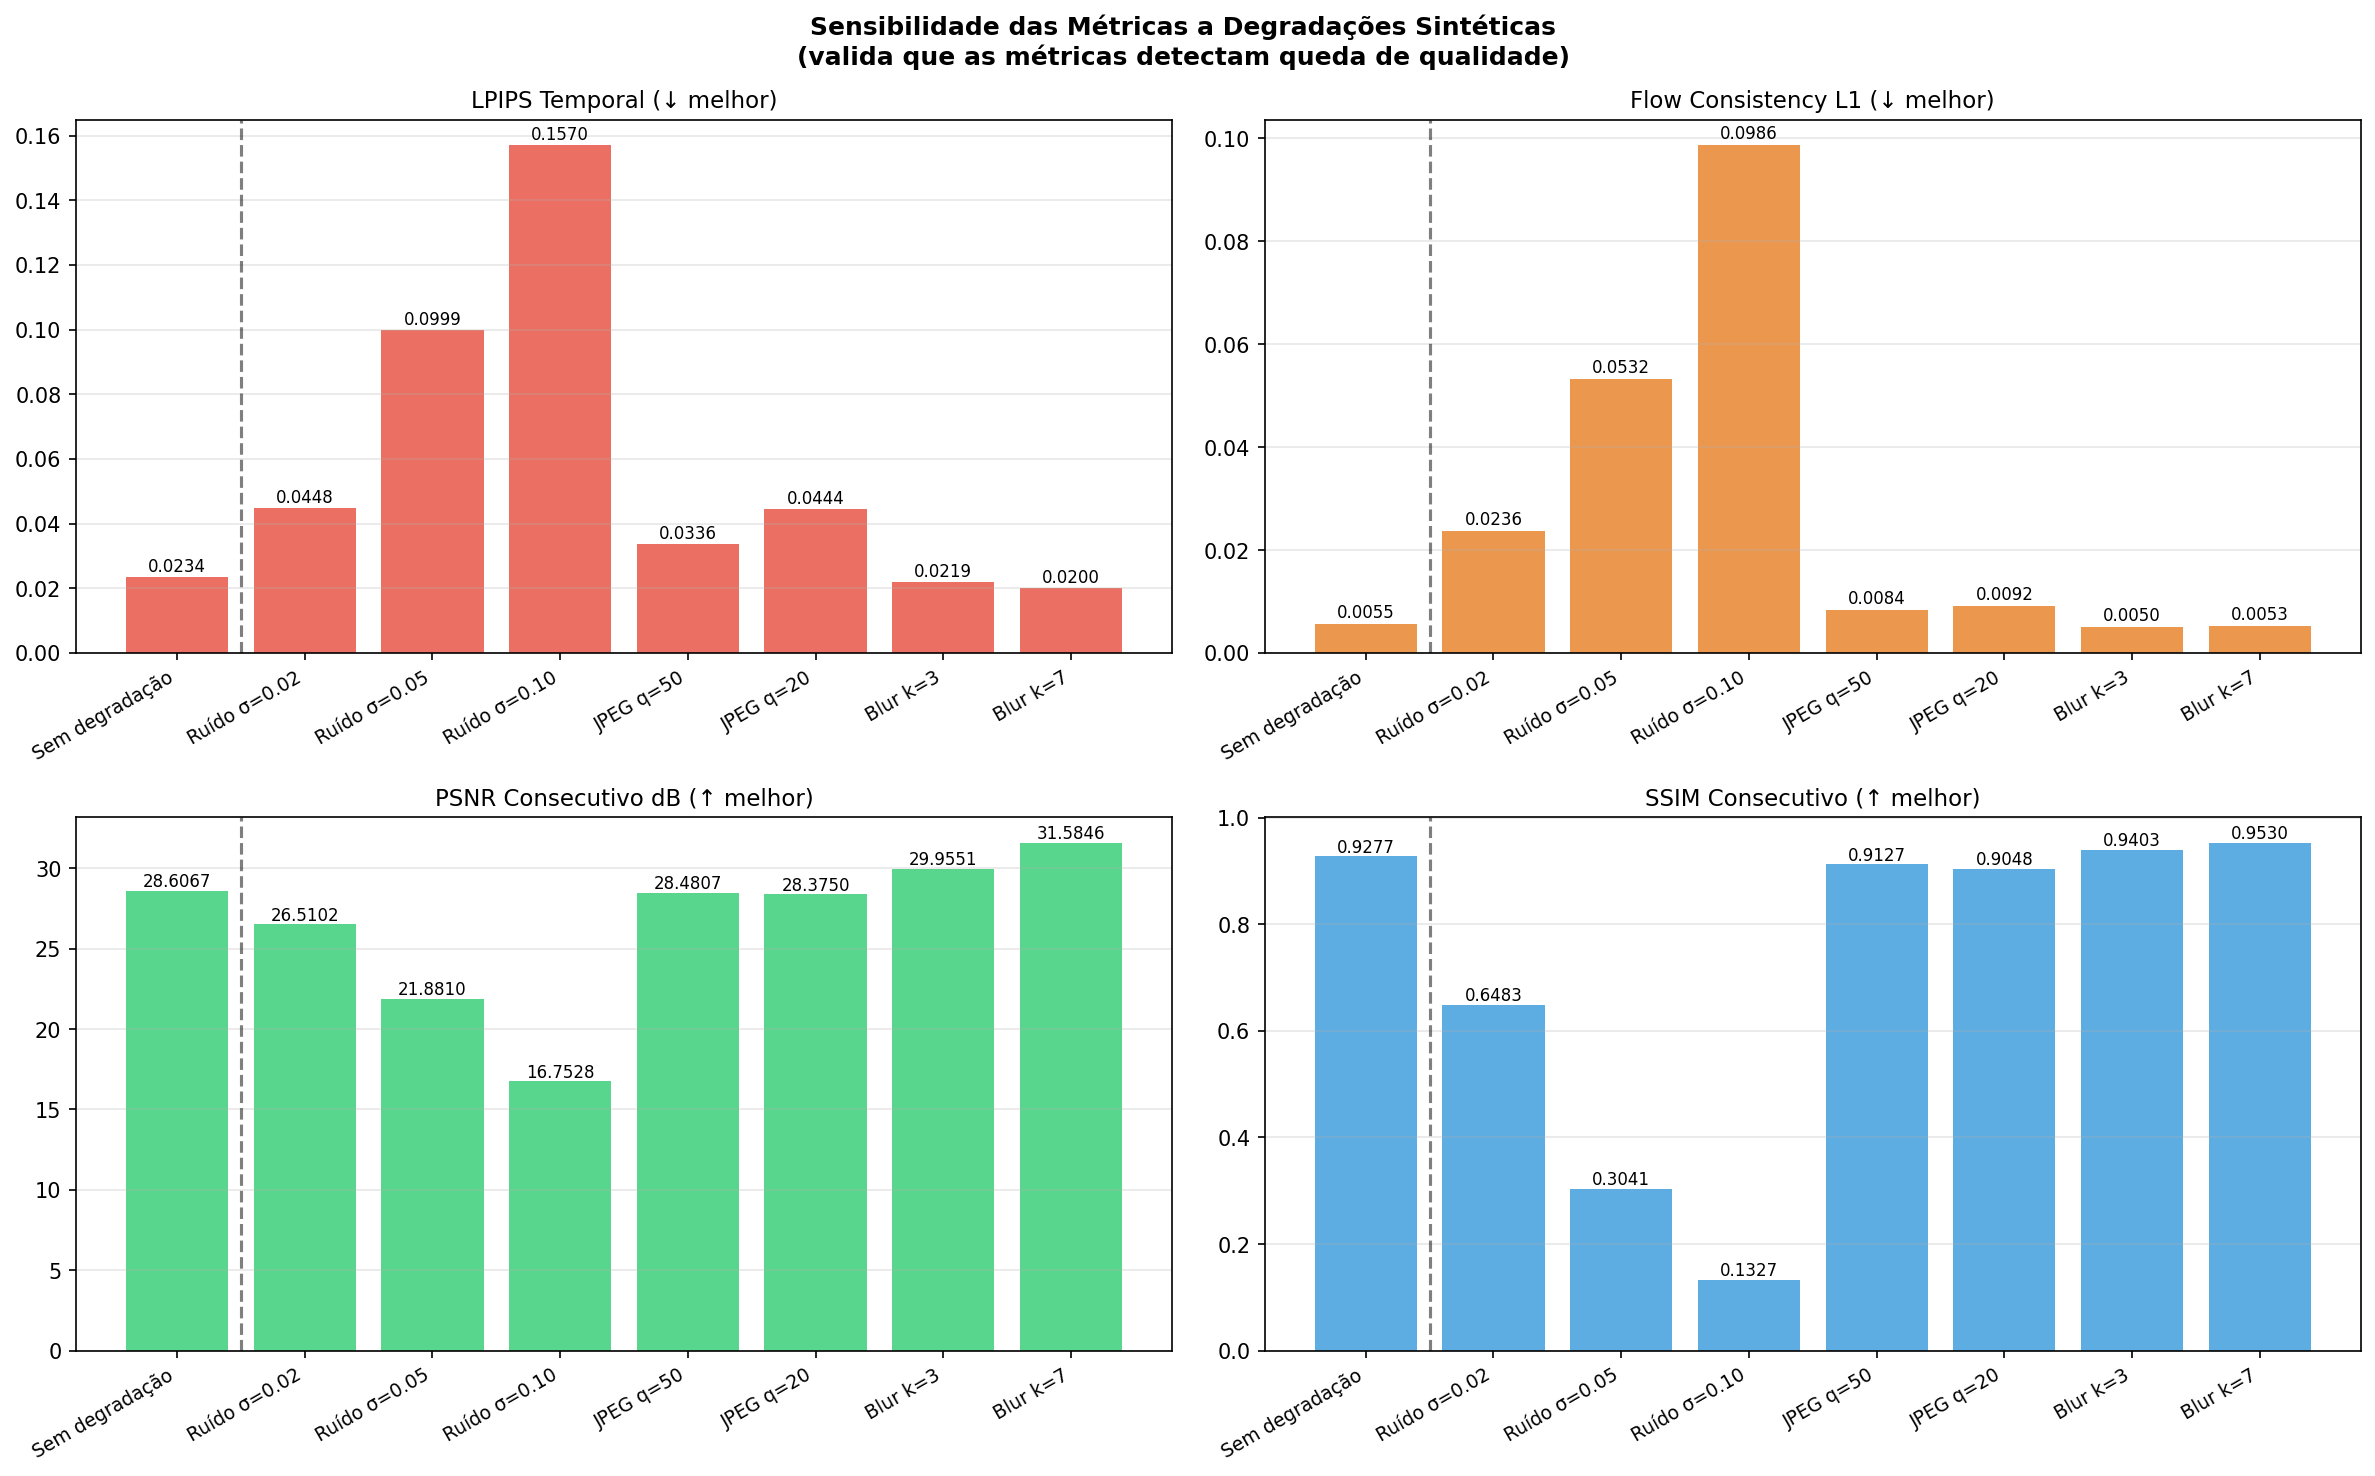 Sensibilidade das Métricas a Degradações Sintéticas
(valida que as métricas detectam queda de qualidade)
LPIPS Temporal (↓ melhor)
0.16
0.14
0.12
0.10
0.08
0.06
0.04
0.02
0.00
0.0234
0.0448
0.0999
0.1570
0.0336
0.0444
0.0219
0.0200
Sem degradação
Ruído σ=0.02
Ruído σ=0.05
Ruído σ=0.10
JPEG q=50
JPEG q=20
Blur k=3
Blur k=7
Flow Consistency L1 (↓ melhor)
0.10
0.08
0.06
0.04
0.02
0.00
0.0055
0.0236
0.0532
0.0986
0.0084
0.0092
0.0050
0.0053
Sem degradação
Ruído σ=0.02
Ruído σ=0.05
Ruído σ=0.10
JPEG q=50
JPEG q=20
Blur k=3
Blur k=7
PSNR Consecutivo dB (↑ melhor)
30
25
20
15
10
5
0
28.6067
26.5102
21.8810
16.7528
28.4807
28.3750
29.9551
31.5846
Sem degradação
Ruído σ=0.02
Ruído σ=0.05
Ruído σ=0.10
JPEG q=50
JPEG q=20
Blur k=3
Blur k=7
SSIM Consecutivo (↑ melhor)
1.0
0.8
0.6
0.4
0.2
0.0
0.9277
0.6483
0.3041
0.1327
0.9127
0.9048
0.9403
0.9530
Sem degradação
Ruído σ=0.02
Ruído σ=0.05
Ruído σ=0.10
JPEG q=50
JPEG q=20
Blur k=3
Blur k=7